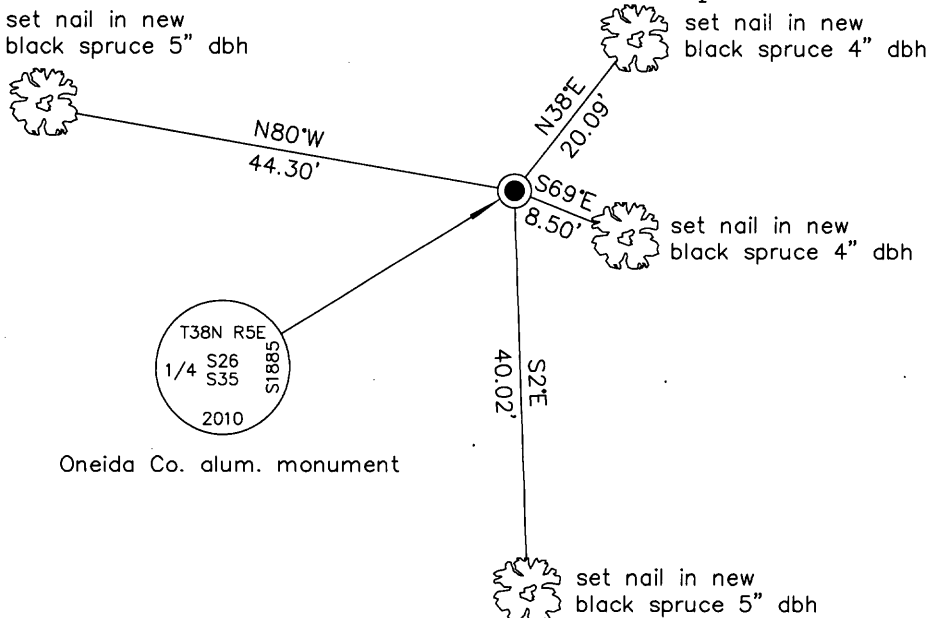 set nail in new
black spruce 5" dbh
set nail in new
black spruce 4" dbh
N80°W
44.30'
N38°E
20.09'
S69°E
8.50'
set nail in new
black spruce 4" dbh
T38N R5E
1/4 S26
S35
S1885
2010
S2°E
40.02'
Oneida Co. alum. monument
set nail in new
black spruce 5" dbh